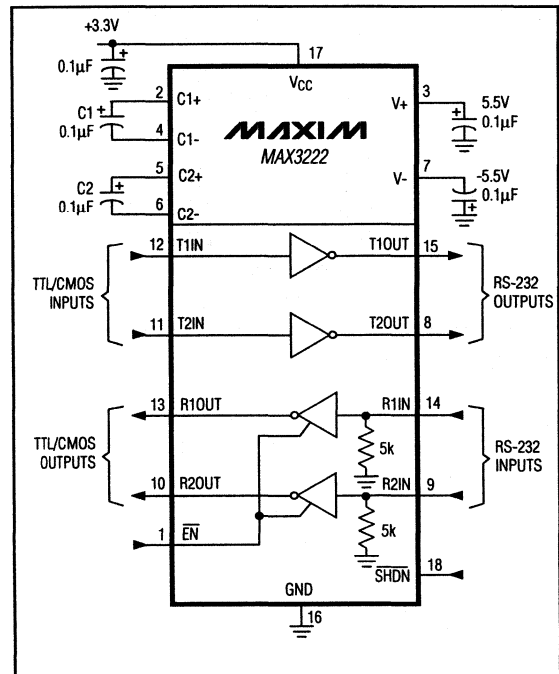 +3.3V
17
0.1µF
+
VCC
2
C1+
C1
+
0.1µF
4
C1-
5
C2+
C2
+
0.1µF
6
C2-
MAXIM
MAX3222
3
V+
5.5V
+
0.1µF
7
V-
-5.5V
0.1µF
+
TTL/CMOS
INPUTS
12
T1IN
T1OUT
15
11
T2IN
T2OUT
8
RS-232
OUTPUTS
TTL/CMOS
OUTPUTS
13
R1OUT
R1IN
14
5k
10
R2OUT
R2IN
9
5k
RS-232
INPUTS
1
EN
SHDN
18
GND
16